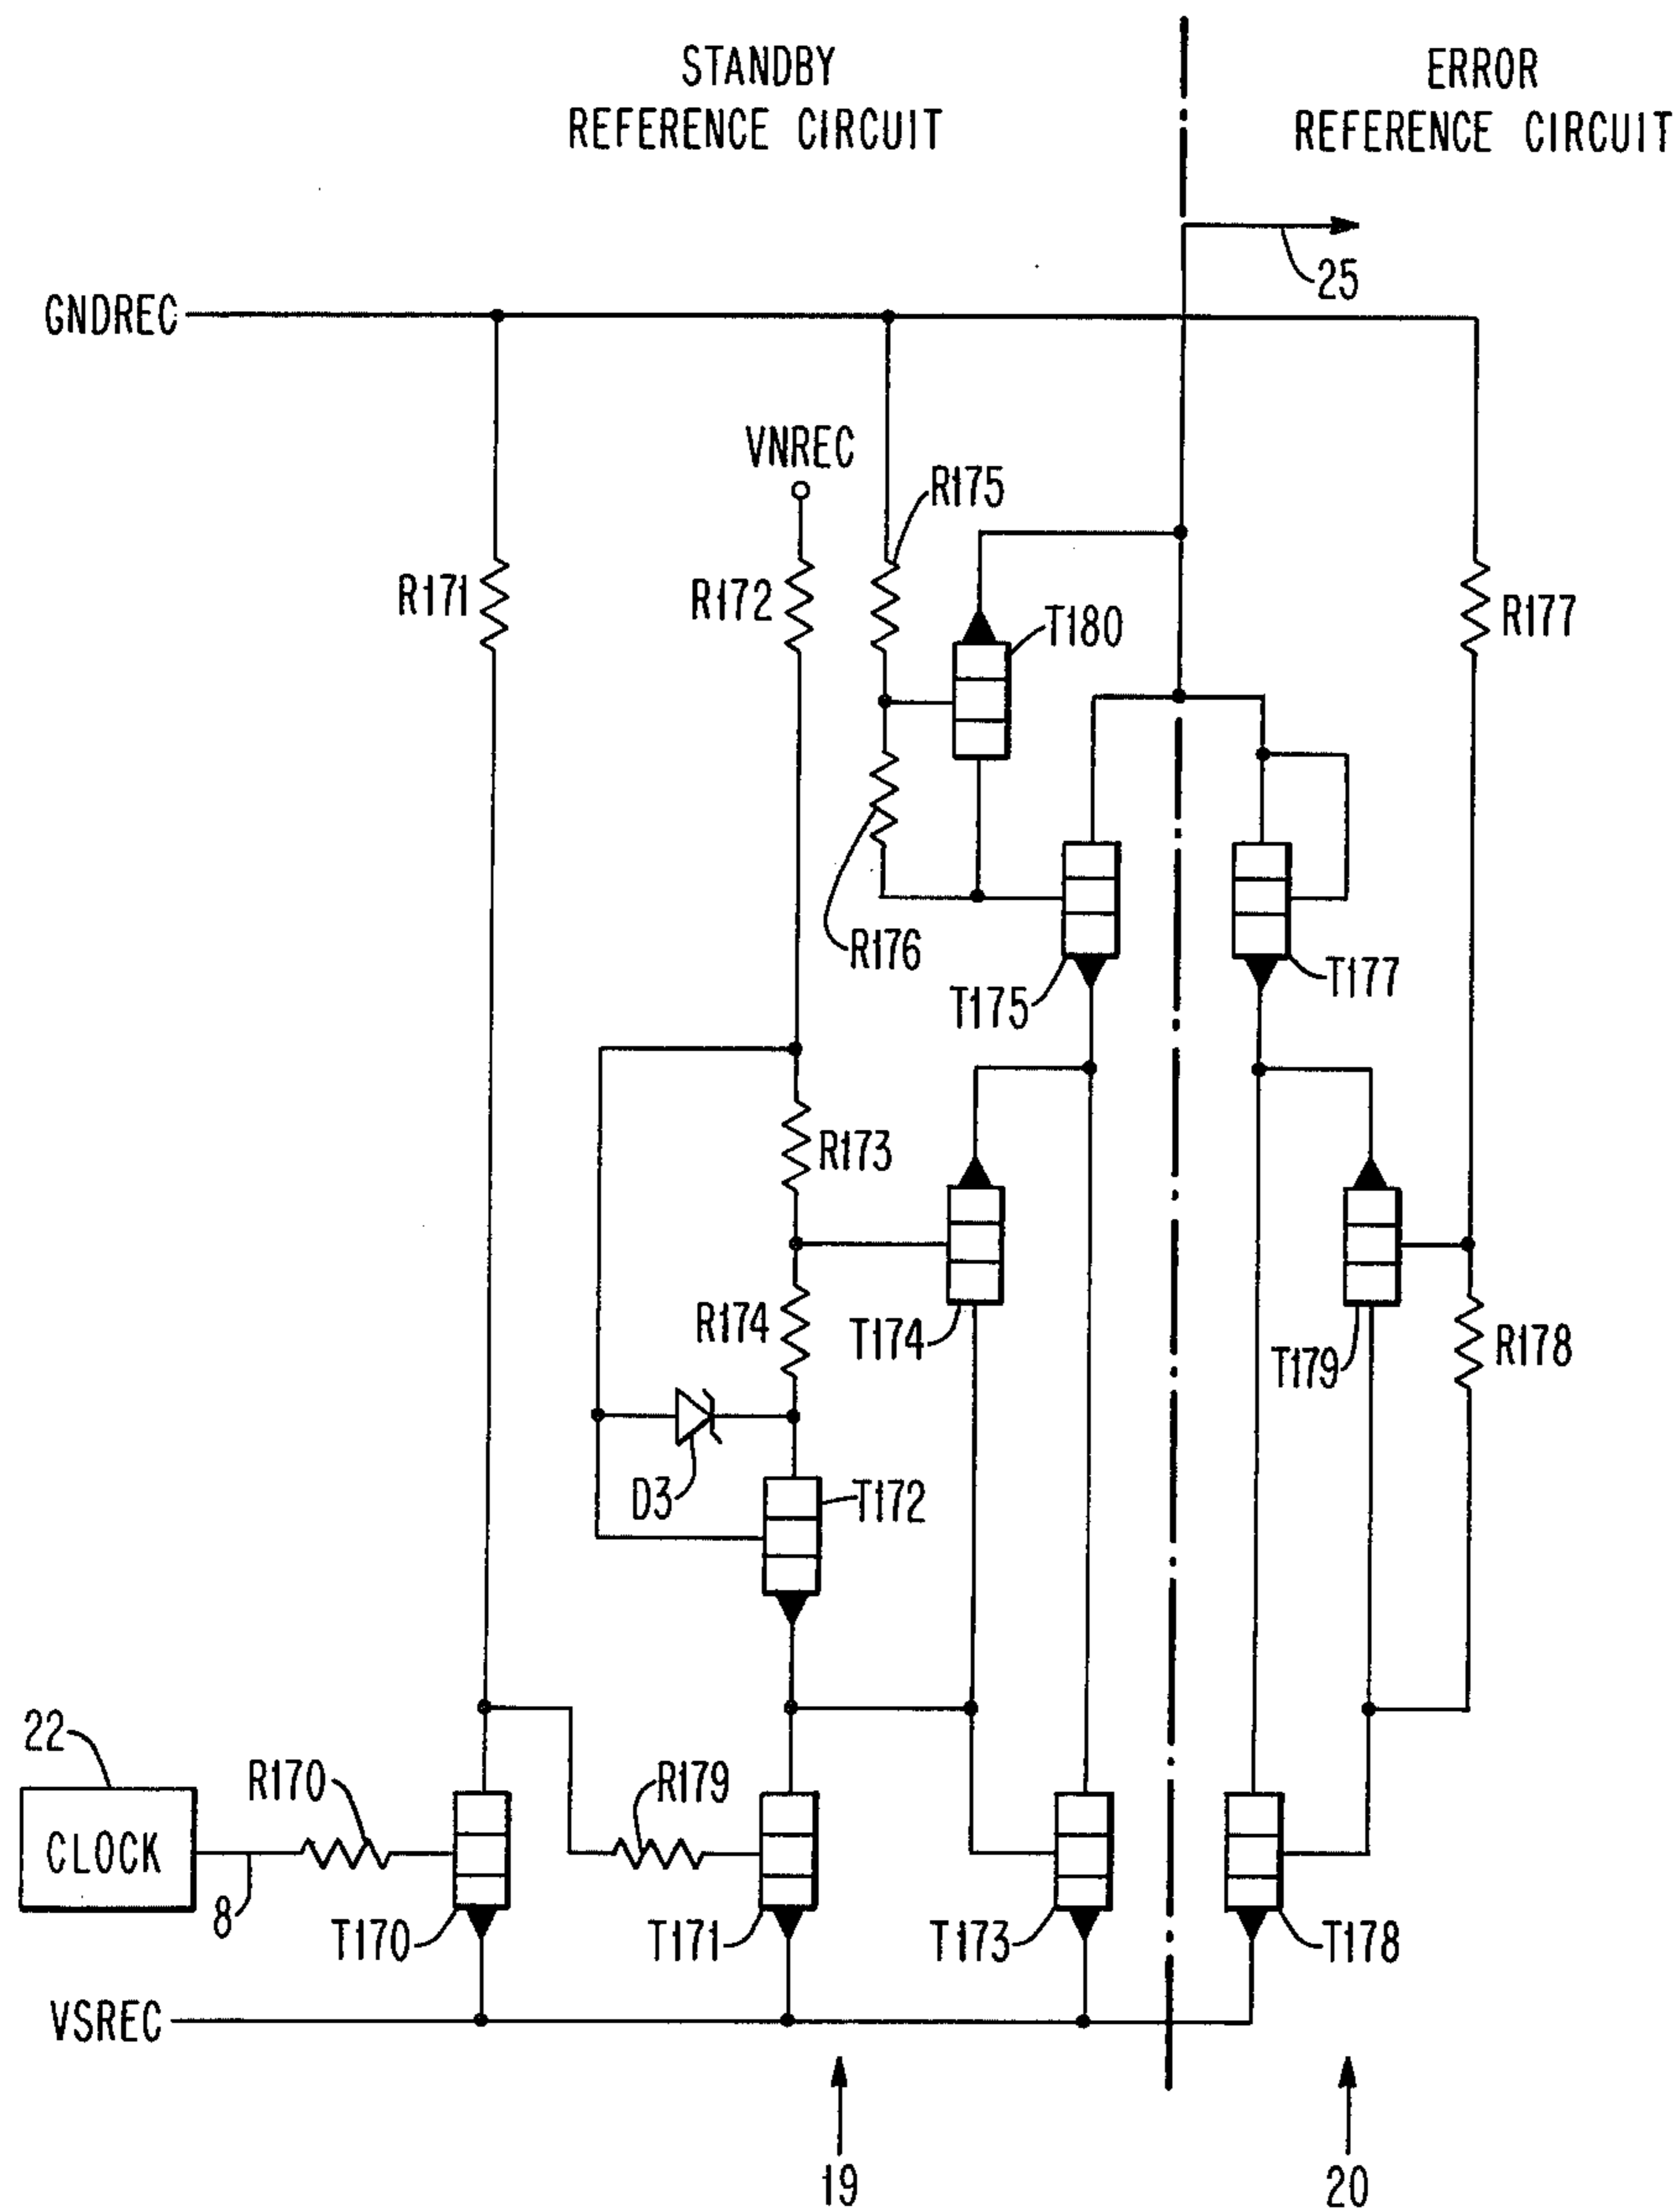 STANDBY
REFERENCE CIRCUIT
ERROR
REFERENCE CIRCUIT
25
GNDREC
VNREC
R175
R171
R172
T180
R177
R176
T175
T177
R173
R174
T174
T179
R178
D3
T172
22
R170
R179
CLOCK
8
T170
T171
T173
T178
VSREC
19
20